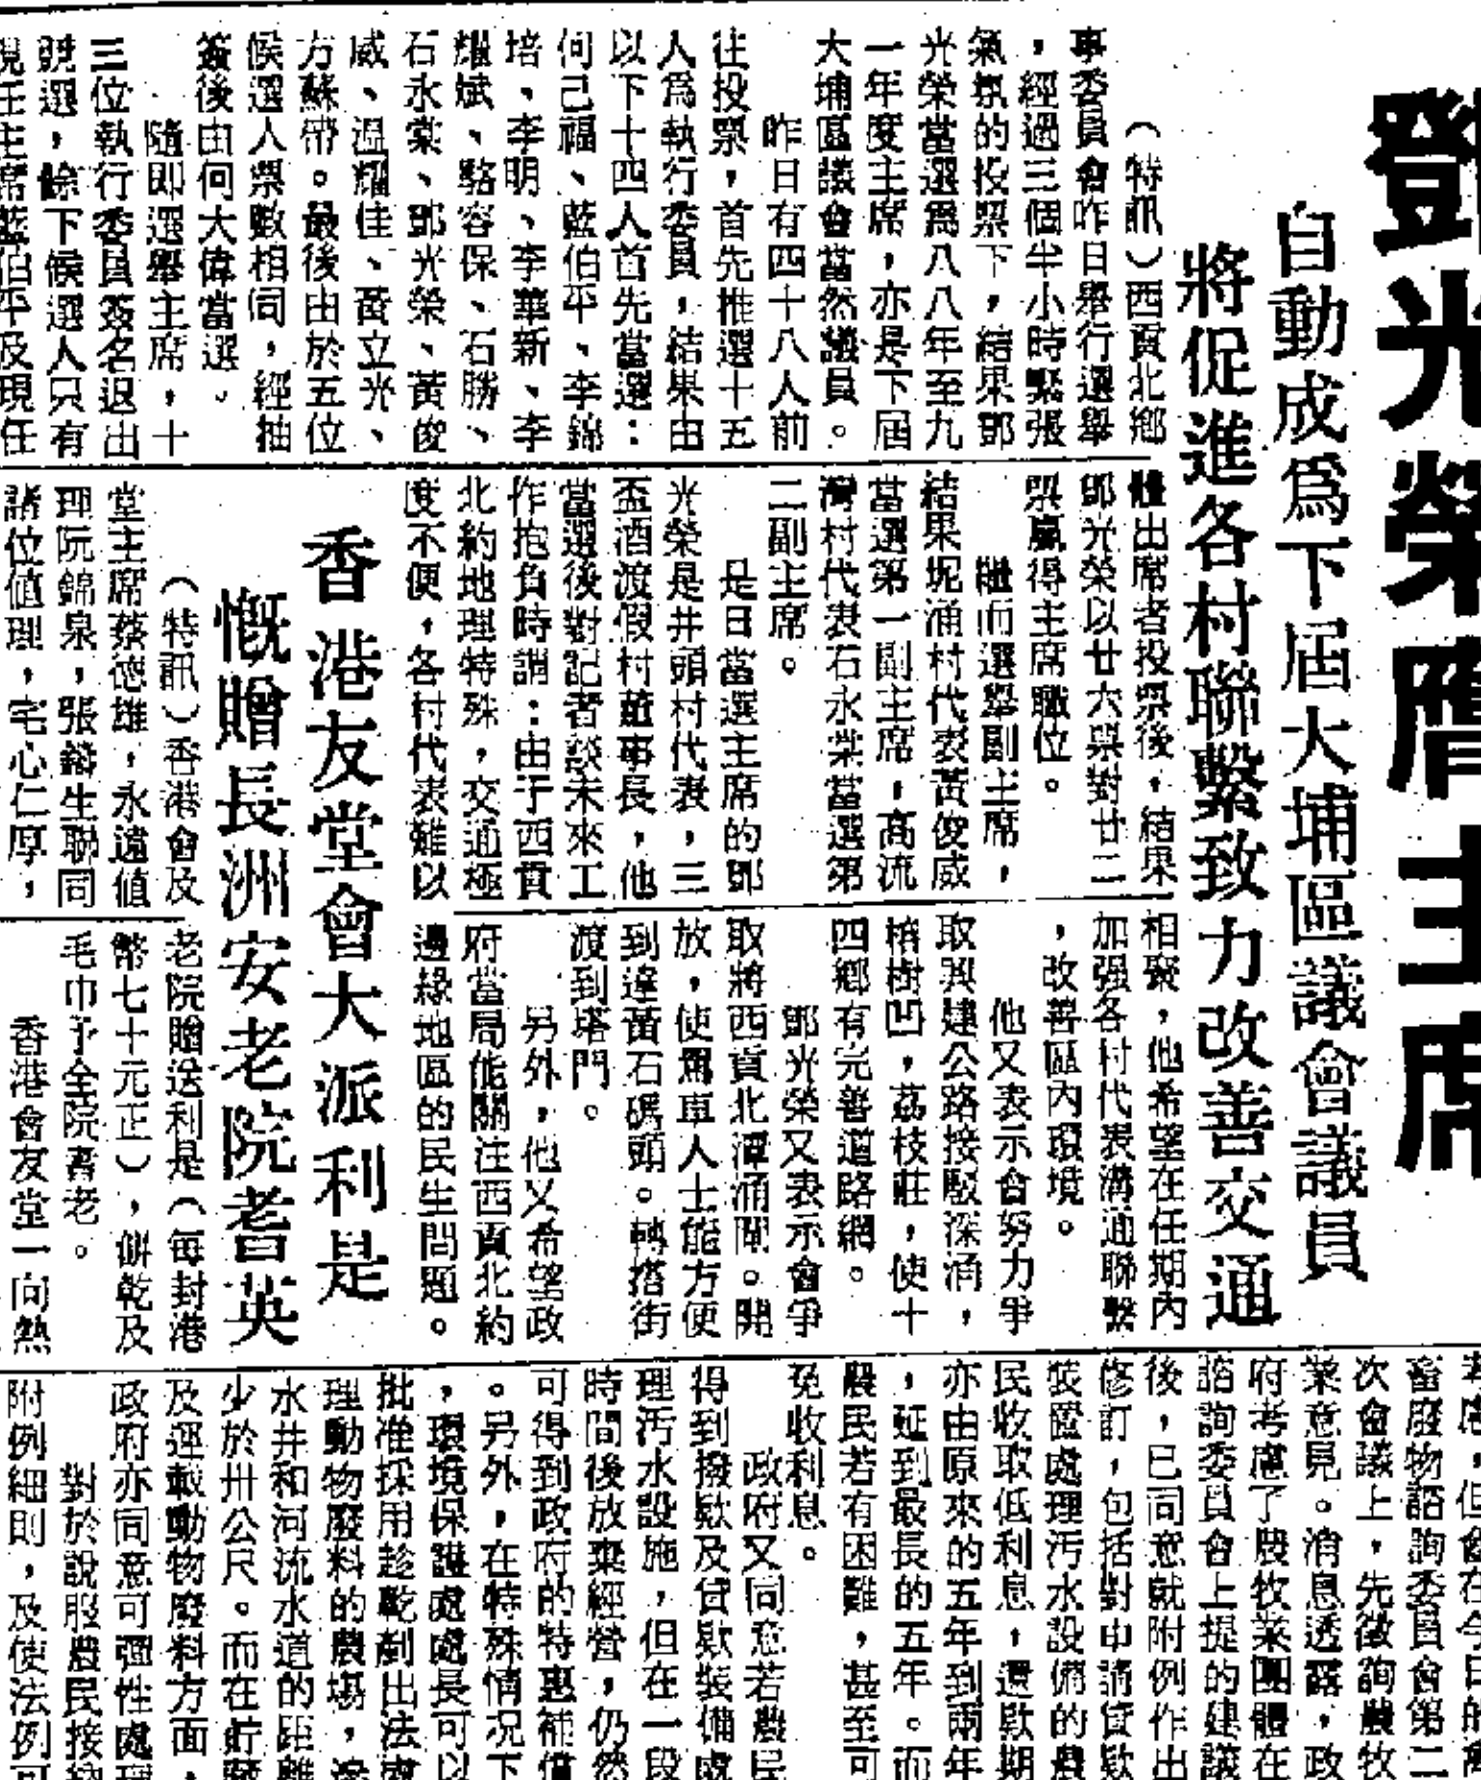 鄧光榮膺主席
自動成爲下屆大埔區議會議員
將促進各村聯繫致力改善交通
（特訊）西貢北鄉
事委員會昨日舉行選舉
，經過三個半小時緊張
氣氛的投票下，結果鄧
光榮當選爲八八年至九
一年度主席，亦是下屆
大埔區議會當然議員。
昨日有四十八人前
往投票，首先推選十五
人爲執行委員，結果由
以下十四人首先當選：
何己福、藍伯平、李錦
培、李明、李華新、李
耀斌、駱容保、石勝、
石永棠、鄧光榮、黃俊
威、溫耀佳、黃立光、
方蘇帶。最後由於五位
候選人票數相同，經抽
簽後由何大偉當選。
隨即選舉主席，十
三位執行委員簽名退出
競選，餘下候選人只有
現任主席藍伯平及現任
體出席者投票後，結果
鄧光榮以廿六票對廿二
票贏得主席職位。
繼而選舉副主席，
結果坭涌村代表黃俊威
當選第一副主席，高流
灣村代表石永棠當選第
二副主席。
是日當選主席的鄧
光榮是井頭村代表，三
盃酒渡假村董事長，他
當選後對記者談未來工
作抱負時謂：由于西貢
北約地理特殊，交通極
度不便，各村代表難以
相聚，他希望在任期內
加强各村代表溝通聯繫
，改善區內環境。
他又表示會努力爭
取興建公路接駁深涌，
榕樹凹，荔枝莊，使十
四鄉有完善道路網。
鄧光榮又表示會爭
取將西貢北潭涌閘。開
放，使駕車人士能方便
到達黃石碼頭。轉搭街
渡到塔門。
另外，他又希望政
府當局能關注西貢北約
邊緣地區的民生問題。
香港友堂會大派利是
慨贈長洲安老院耆英
（特訊）香港會及
堂主席蔡德雄，永遠值
理阮錦泉，張 生聯同
諸位值理，宅心仁厚，
老院贈送利是（每封港
幣七十元正），餅乾及
毛巾予全院耆老。
香港會友堂一向熱
考慮，但會在今日的
畜廢物諮詢委員會第二
次會議上，先徵詢農牧
業意見。消息透露，政
府考慮了農牧業團體在
諮詢委員會上提的建議
後，已同意就附例作出
修訂，包括對申請貸款
裝置處理污水設備的農
民收取低利息，還款期
亦由原來的五年到兩年
，延到最長的五年。而
農民若有困難，甚至可
免收利息。
政府又同意若農民
得到撥款及貸款裝備處
理污水設施，但在一段
時間後放棄經營，仍然
可得到政府的特惠補償
。另外，在特殊情況下
，環境保護處處長可以
批准採用趁乾剷出法處
理動物廢料的農場，
水井和河流水道的距離
少於卅公尺。而在貯
及運載動物廢料方面，
政府亦同意可彈性處理
對於說服農民接
附例細則，及使法例可